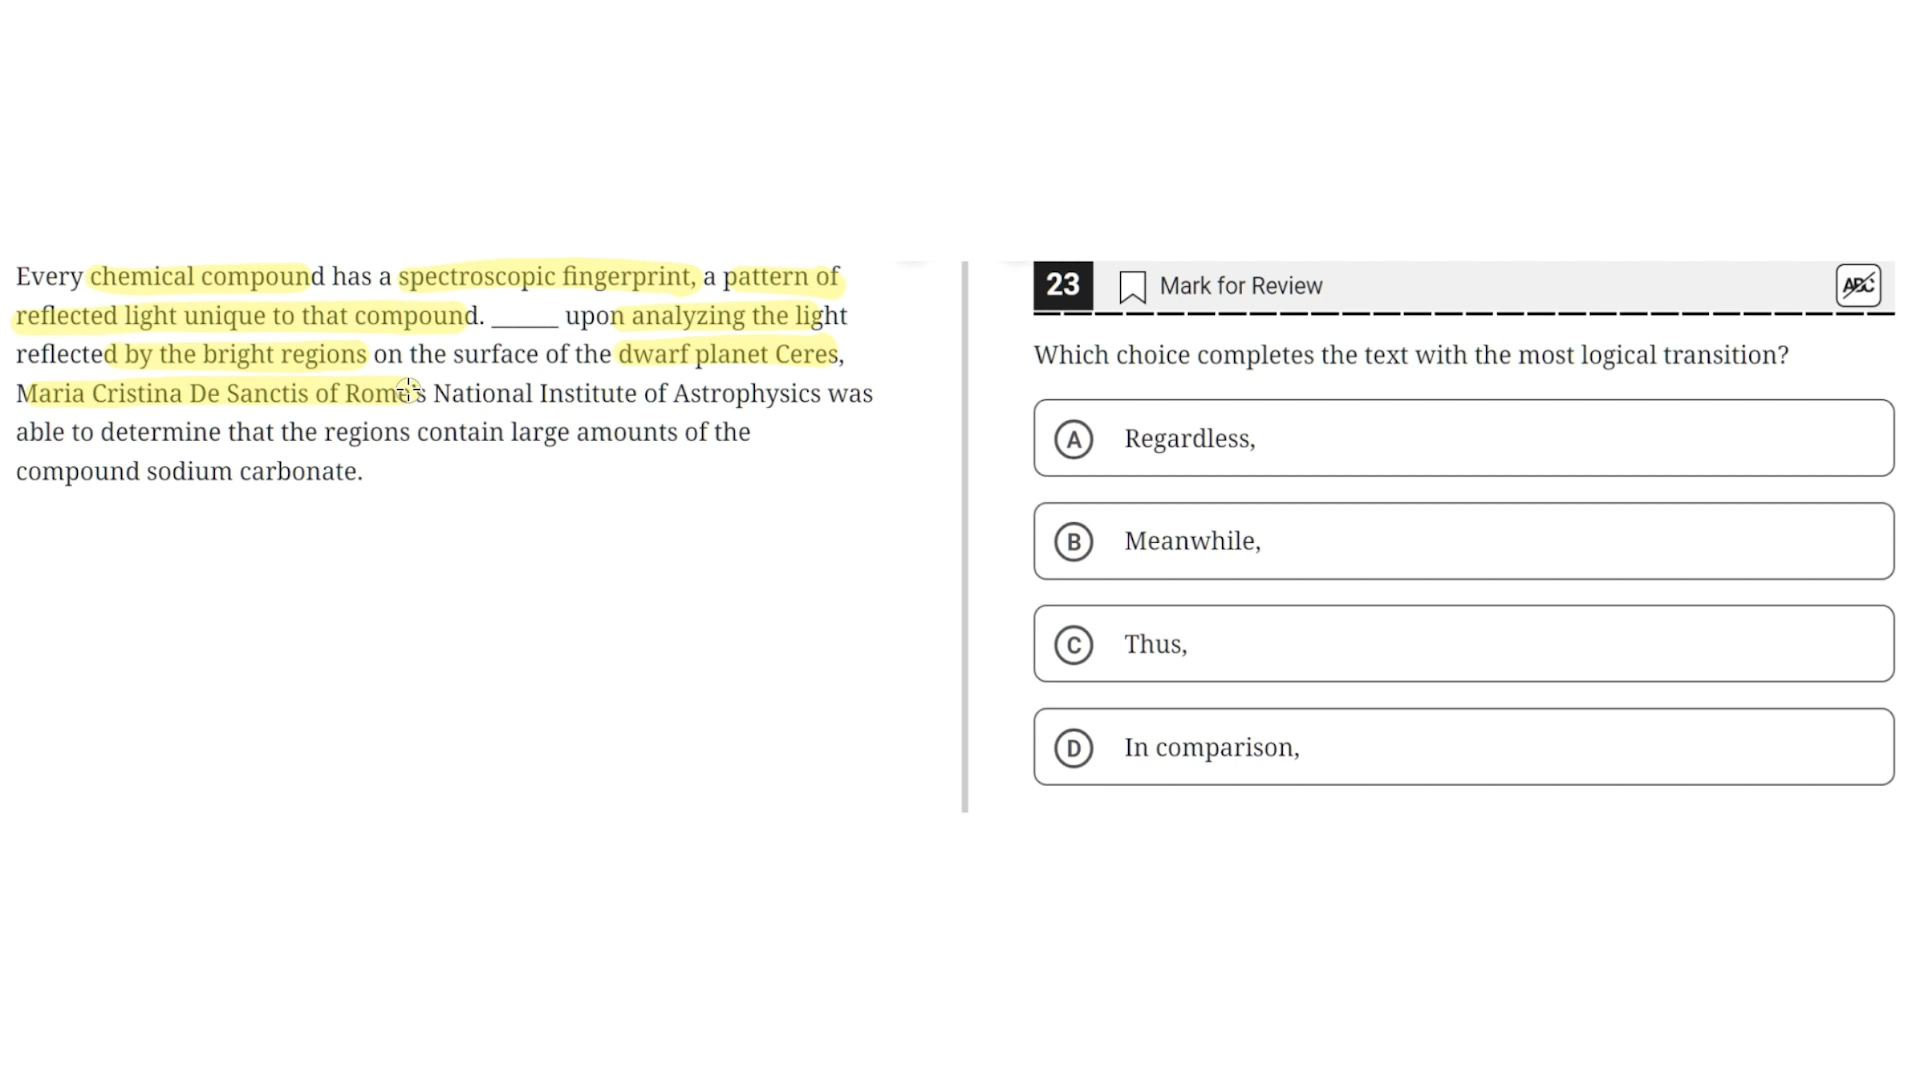 Every chemical compound has a spectroscopic fingerprint, a pattern of
reflected light unique to that compound. ______ upon analyzing the light
reflected by the bright regions on the surface of the dwarf planet Ceres,
Maria Cristina De Sanctis of Rome's National Institute of Astrophysics was
able to determine that the regions contain large amounts of the
compound sodium carbonate.
23 Mark for Review ABC
Which choice completes the text with the most logical transition?
A Regardless,
B Meanwhile,
C Thus,
D In comparison,